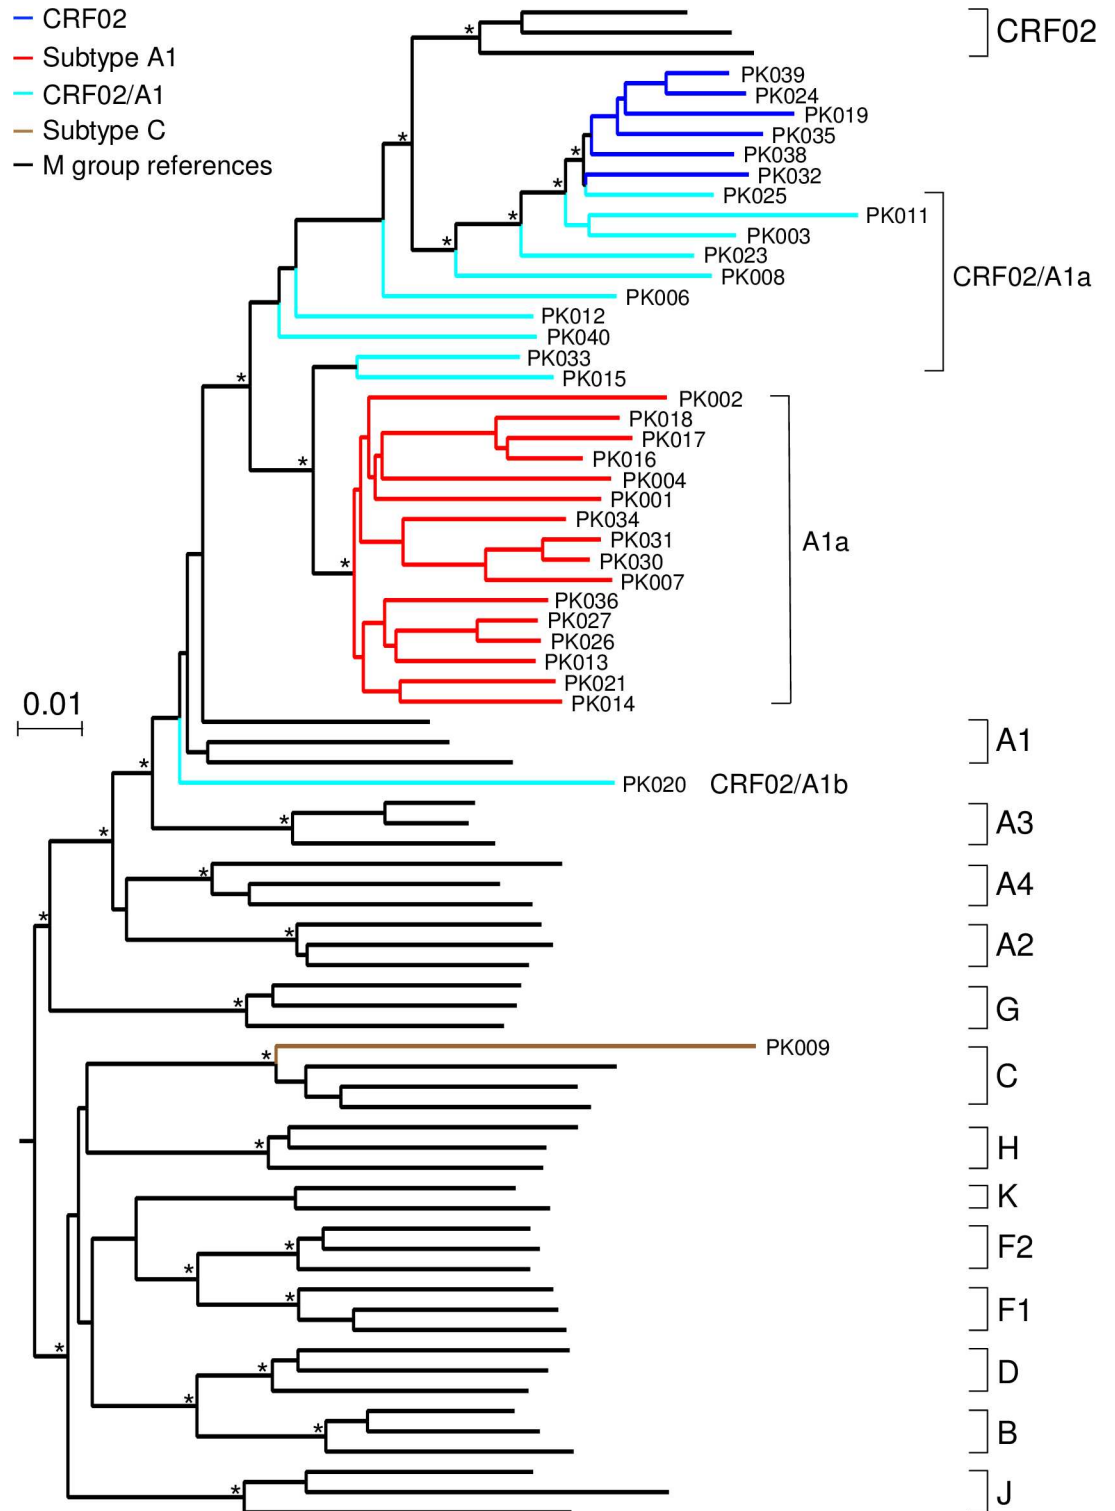 CRF02
Subtype A1
CRF02/A1
Subtype C
M group references
CRF02
PK039
PK024
PK019
PK035
PK038
PK032
PK025
PK011
PK003
PK023
PK008
CRF02/A1a
PK006
PK012
PK040
PK033
PK015
PK002
PK018
PK017
PK016
PK004
PK001
PK034
PK031
A1a
PK030
PK007
PK036
PK027
PK026
PK013
PK021
PK014
0.01
A1
PK020 CRF02/A1b
A3
A4
A2
G
PK009
C
H
K
F2
F1
D
B
J